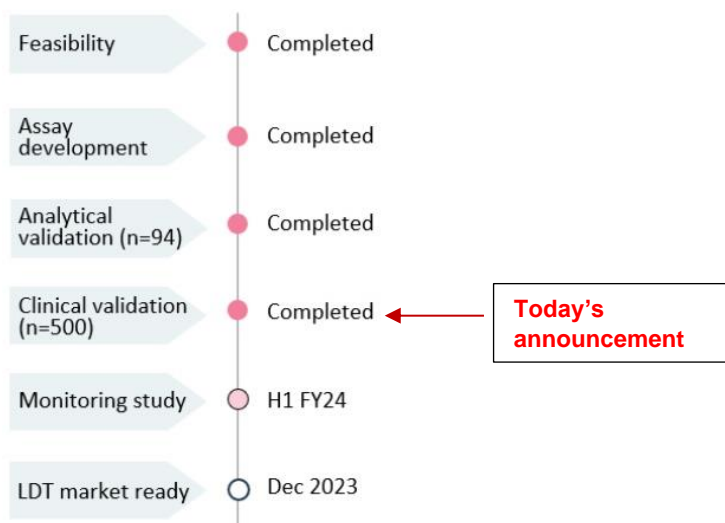 Feasibility
Completed
Assay
development
Completed
Analytical
validation (n=94)
Completed
Clinical validation
(n=500)
Completed
Today’s
announcement
Monitoring study
H1 FY24
LDT market ready
Dec 2023